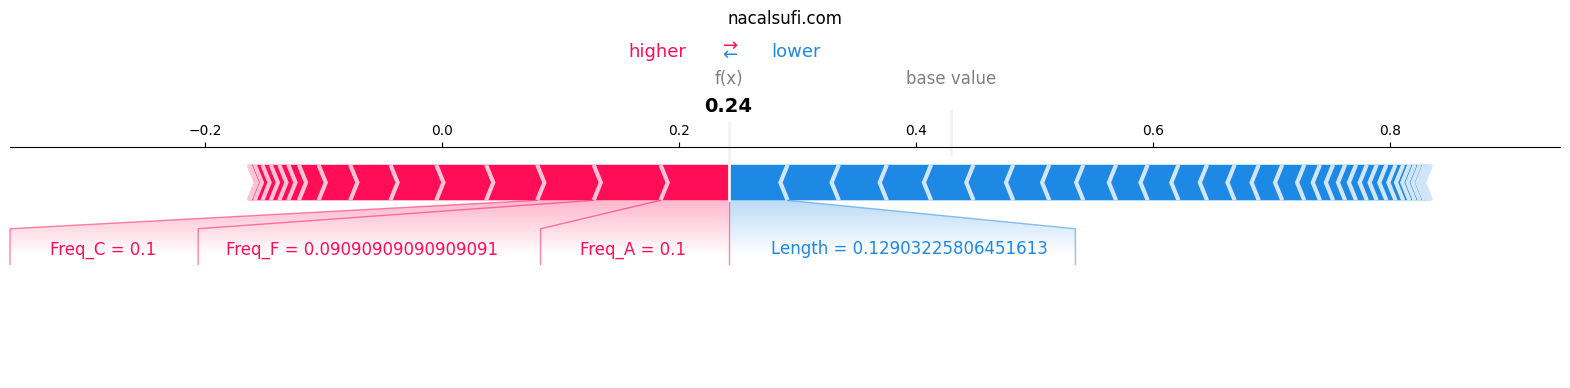 nacalsufi.com
higher ⇄ lower
f(x) base value
0.24
−0.2 0.0 0.2 0.4 0.6 0.8
Freq_C = 0.1 Freq_F = 0.09090909090909091 Freq_A = 0.1 Length = 0.12903225806451613